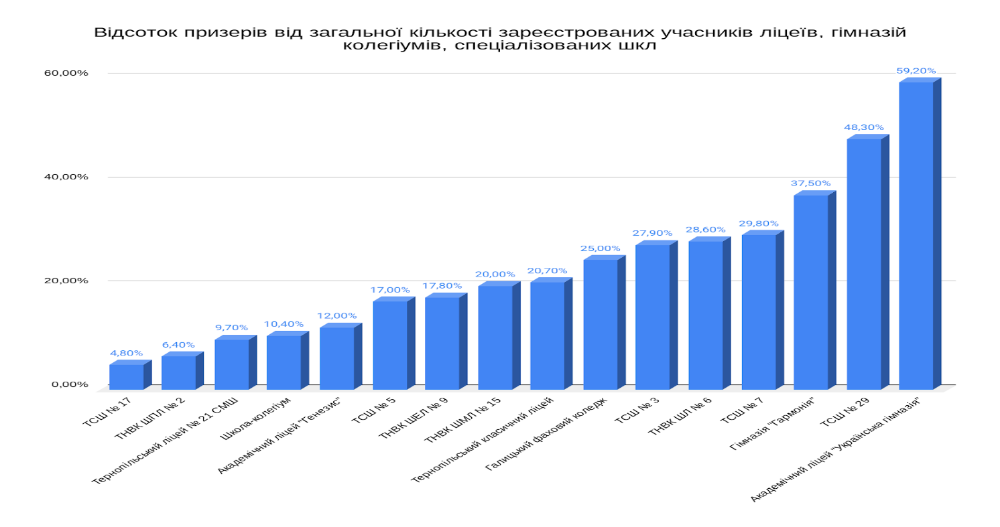 Відсоток призерів від загальної кількості зареєстрованих учасників ліцеїв, гімназій
колегіумів, спеціалізованих шкл
60,00%
40,00%
20,00%
0,00%
4,80%
6,40%
9,70%
10,40%
12,00%
17,00%
17,80%
20,00%
20,70%
25,00%
27,90%
28,60%
29,80%
37,50%
48,30%
59,20%
ТСШ № 17
ТНВК ШПЛ № 2
Тернопільський ліцей № 21 СМШ
Школа-колегіум
Академічний ліцей "Генезис"
ТСШ № 5
ТНВК ШЕЛ № 9
ТНВК ШМЛ № 15
Тернопільський класичний ліцей
Галицький фаховий коледж
ТСШ № 3
ТНВК ШЛ № 6
ТСШ № 7
Гімназія "Гармонія"
ТСШ № 29
Академічний ліцей "Українська гімназія"